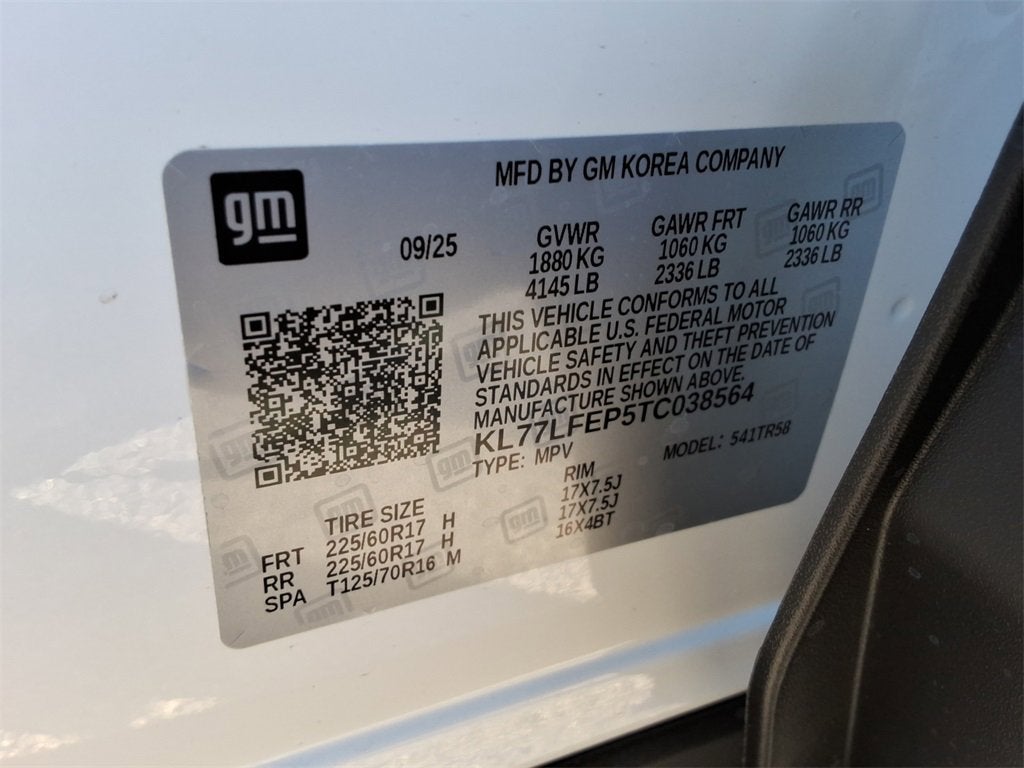 gm
MFD BY GM KOREA COMPANY
09/25
GVWR
1880 KG
4145 LB
GAWR FRT
1060 KG
2336 LB
GAWR RR
1060 KG
2336 LB
THIS VEHICLE CONFORMS TO ALL
APPLICABLE U.S. FEDERAL MOTOR
VEHICLE SAFETY AND THEFT PREVENTION
STANDARDS IN EFFECT ON THE DATE OF
MANUFACTURE SHOWN ABOVE.
KL77LFEP5TC038564
TYPE: MPV MODEL: 541TR58
TIRE SIZE RIM
FRT 225/60R17 H 17X7.5J
RR 225/60R17 H 17X7.5J
SPA T125/70R16 M 16X4BT